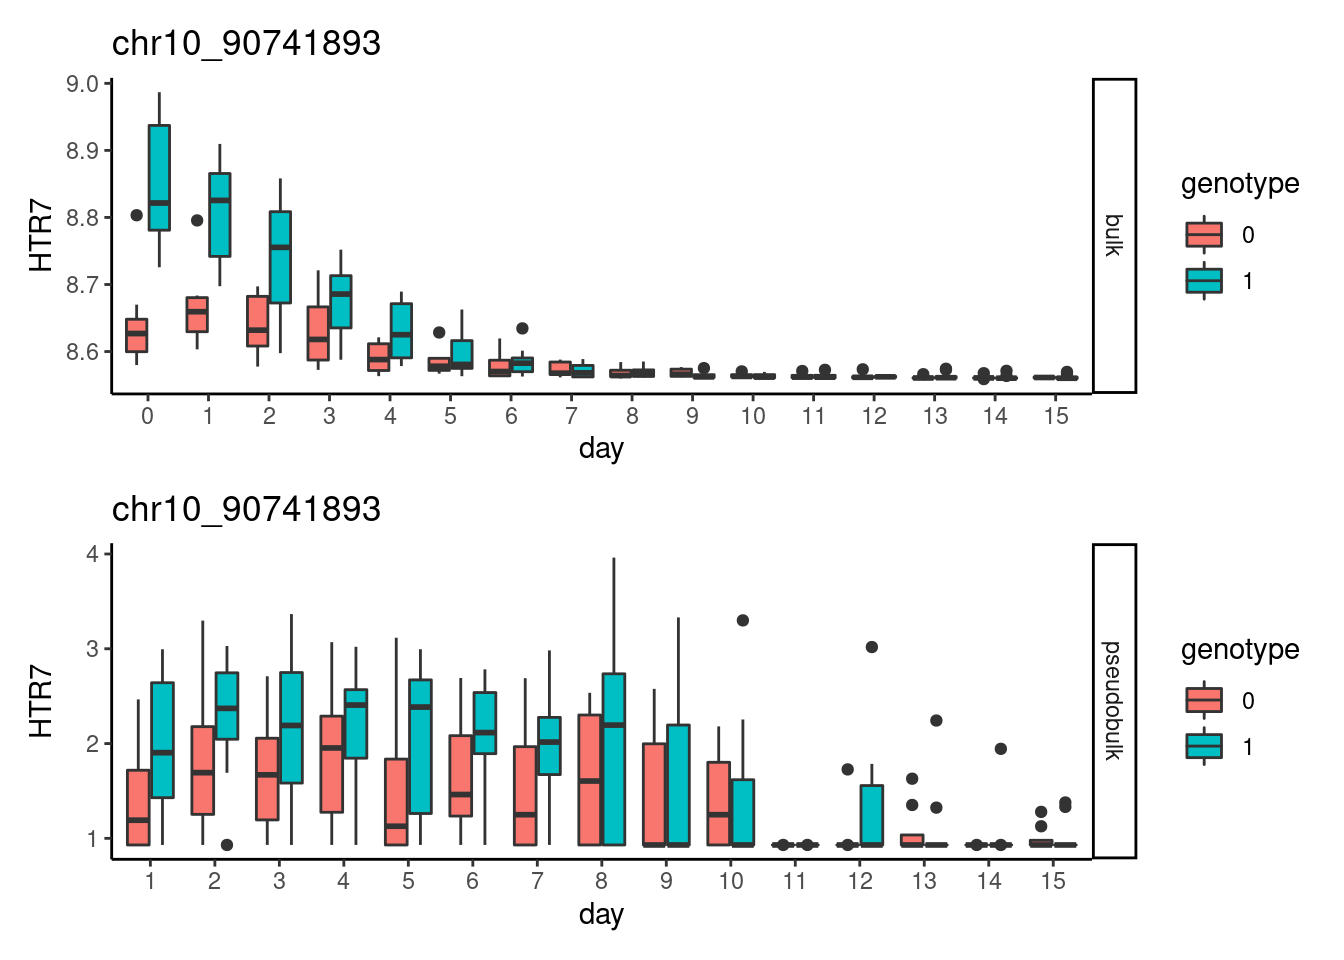 chr10_90741893
HTR7
9.0
8.9
8.8
8.7
8.6
0 1 2 3 4 5 6 7 8 9 10 11 12 13 14 15
day
bulk
genotype
0
1
chr10_90741893
HTR7
4
3
2
1
1 2 3 4 5 6 7 8 9 10 11 12 13 14 15
day
pseudobulk
genotype
0
1